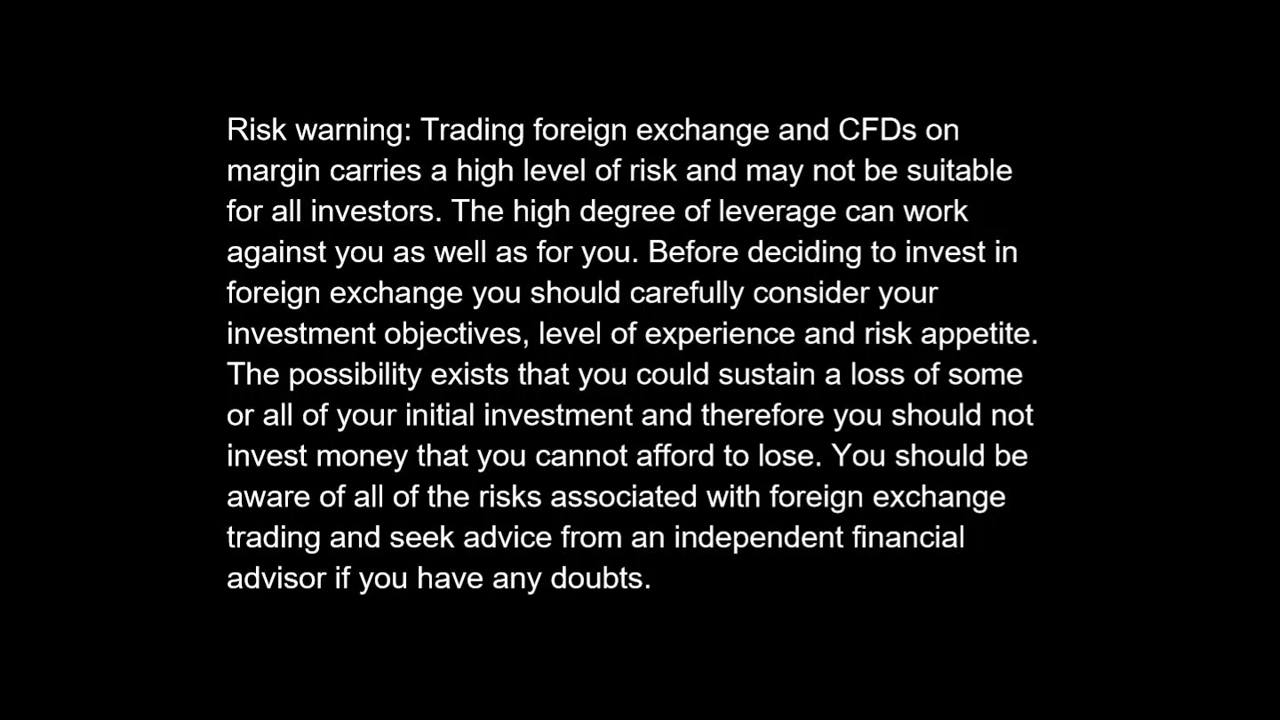 Risk warning: Trading foreign exchange and CFDs on
margin carries a high level of risk and may not be suitable
for all investors. The high degree of leverage can work
against you as well as for you. Before deciding to invest in
foreign exchange you should carefully consider your
investment objectives, level of experience and risk appetite.
The possibility exists that you could sustain a loss of some
or all of your initial investment and therefore you should not
invest money that you cannot afford to lose. You should be
aware of all of the risks associated with foreign exchange
trading and seek advice from an independent financial
advisor if you have any doubts.